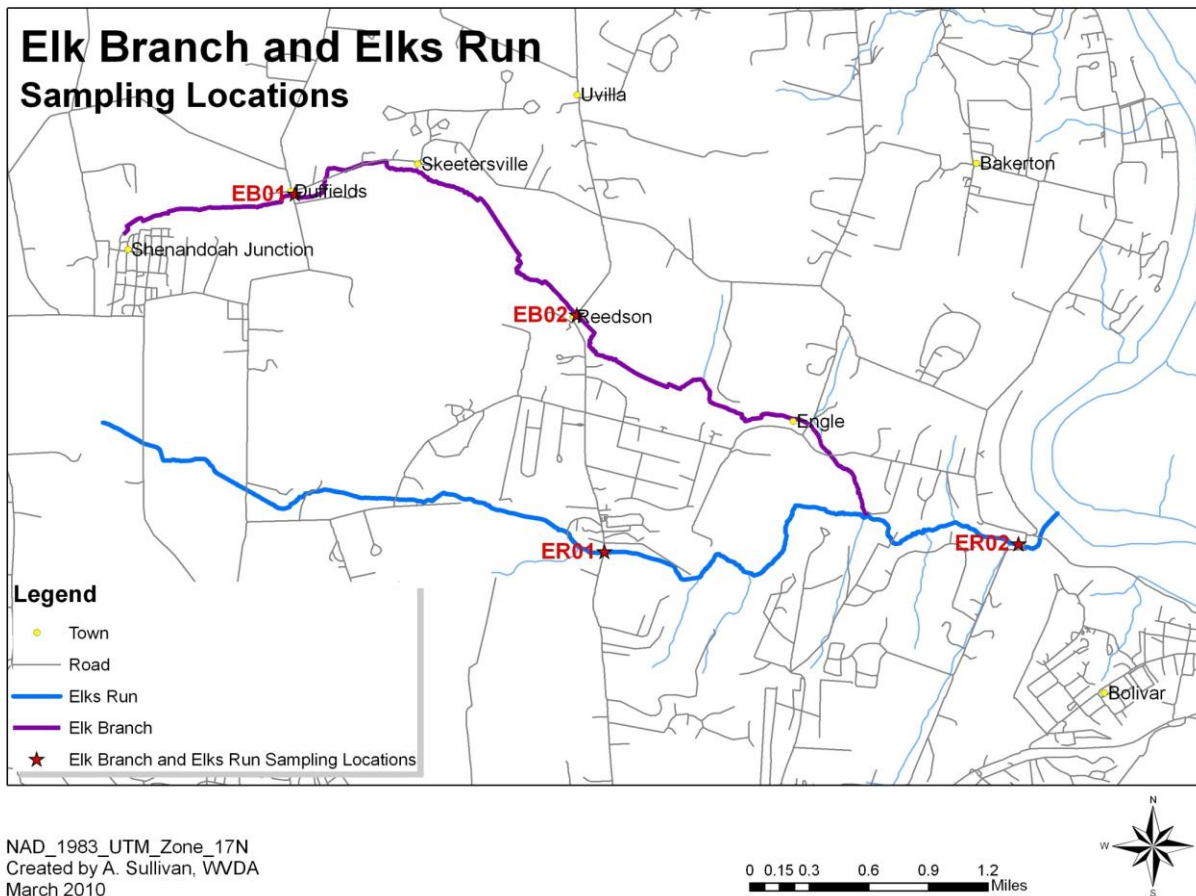 Elk Branch and Elks Run
Sampling Locations
Uvilla
Skeetersville
Bakerton
EB01
Duffields
Shenandoah Junction
EB02
Reedson
Engle
ER01
ER02
Bolivar
Legend
Town
Road
Elks Run
Elk Branch
Elk Branch and Elks Run Sampling Locations
NAD_1983_UTM_Zone_17N
Created by A. Sullivan, WVDA
March 2010
0 0.15 0.3 0.6 0.9 1.2
Miles
N
W E
S